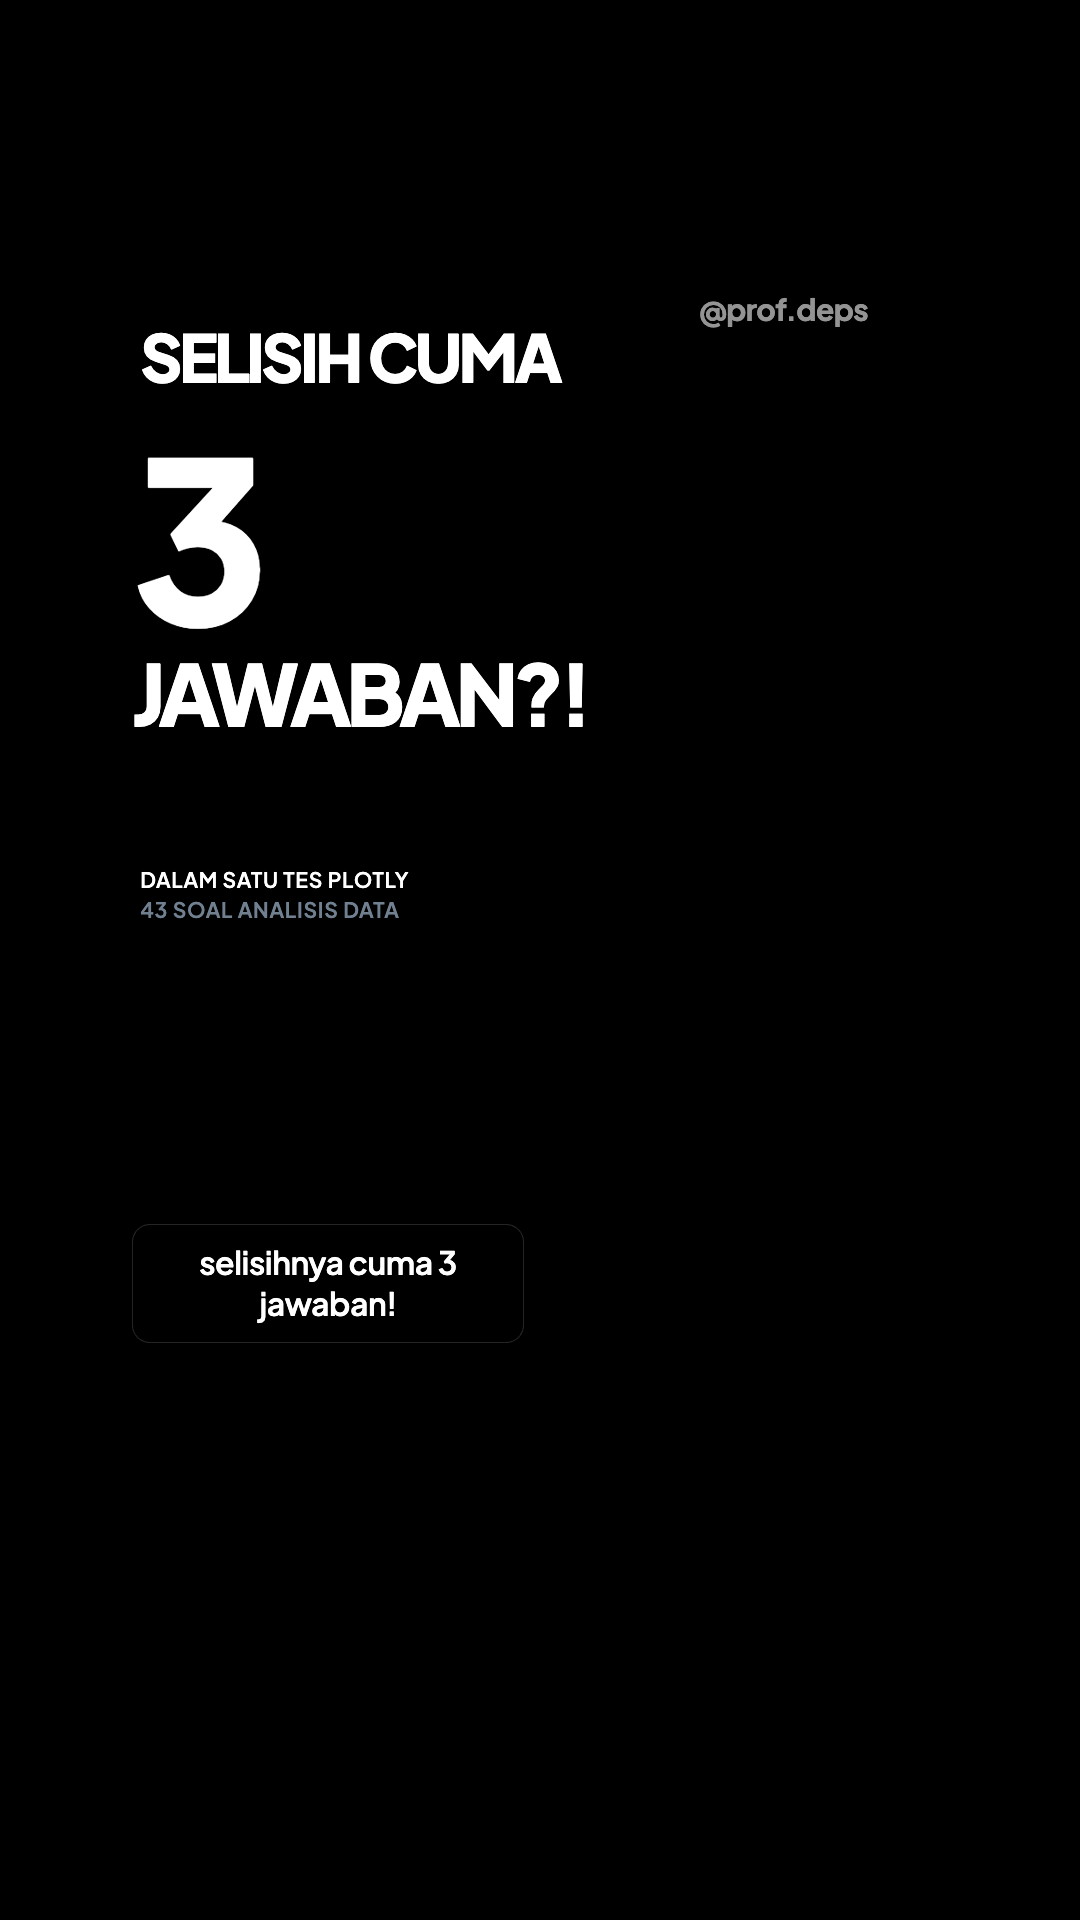 @prof.deps
SELISIH CUMA
3
JAWABAN?!
DALAM SATU TES PLOTLY
43 SOAL ANALISIS DATA
selisihnya cuma 3
jawaban!